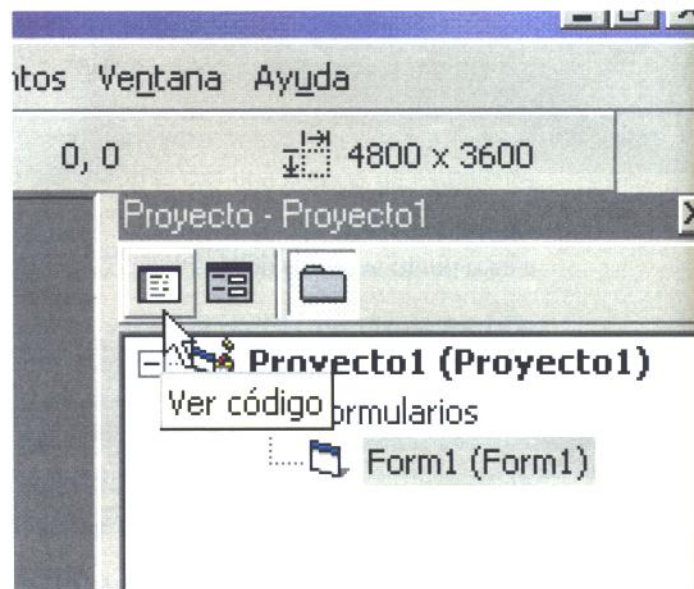 ntos Ventana Ayuda
0, 0 4800 x 3600
Proyecto - Proyecto1
Proyecto1 (Proyecto1)
Ver código
ormularios
Form1 (Form1)